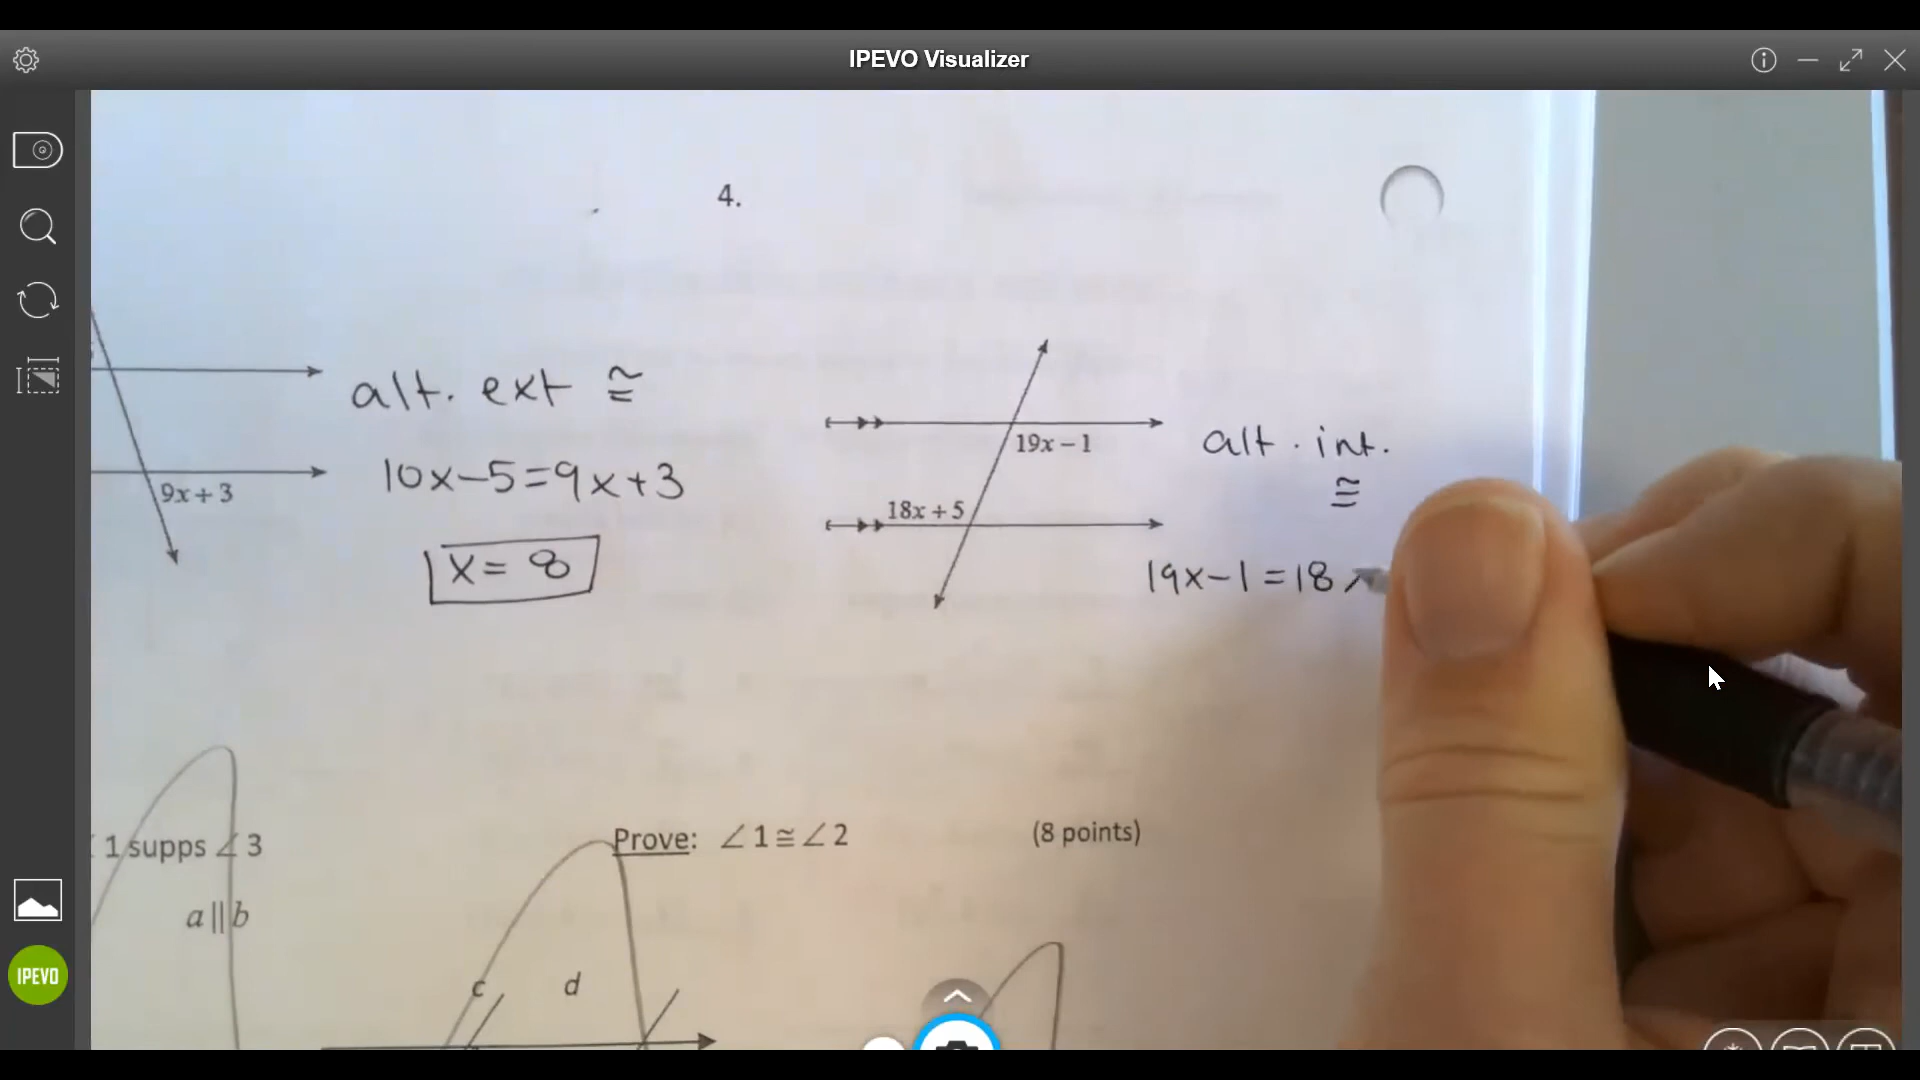 IPEVO Visualizer
4.
alt. ext ≅
10x-5=9x+3
9x+3
x= 8
19x-1
18x+5
alt. int.
≅
19x-1=18x
1 supps ∠3
a||b
Prove: ∠1≅∠2
(8 points)
c
d
IPEVO